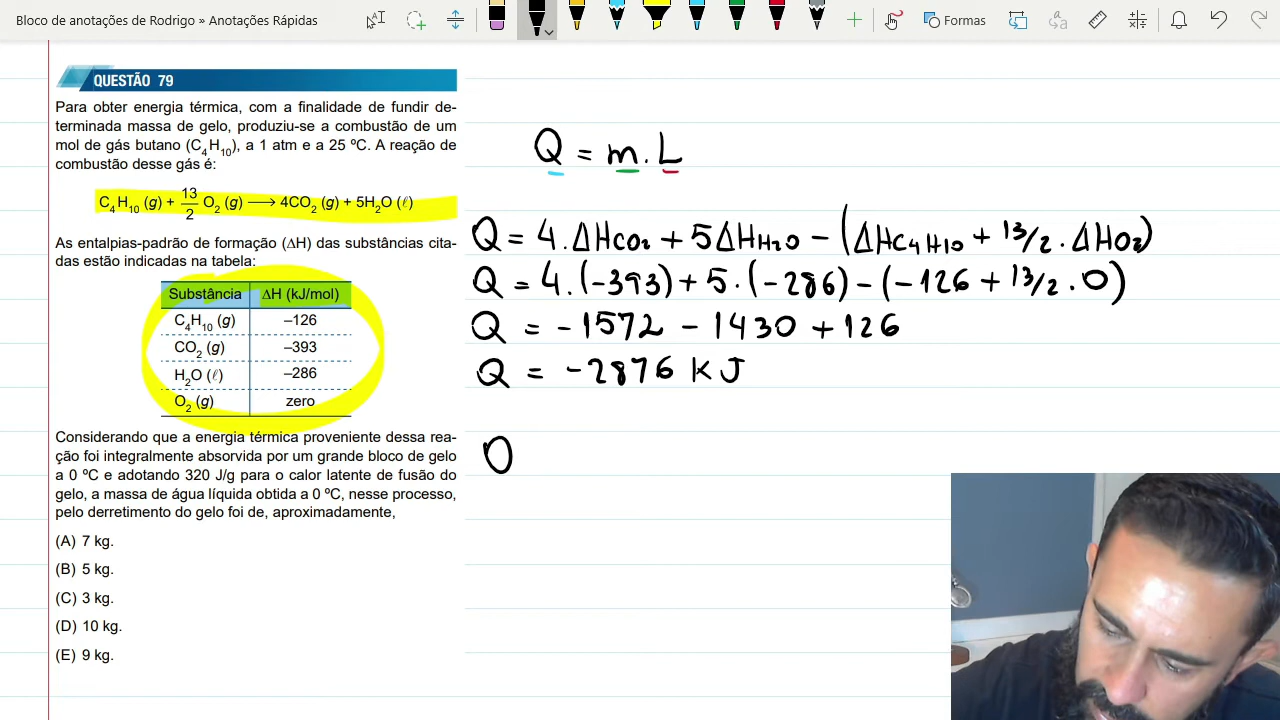 Bloco de notações de Rodrigo » Anotações Rápidas
Formas
QUESTÃO 79
Para obter energia térmica, com a finalidade de fundir de-
terminada massa de gelo, produziu-se a combustão de um
mol de gás butano (C₄H₁₀), a 1 atm e a 25 ºC. A reação de
combustão desse gás é:
C₄H₁₀ (g) + 13/2 O₂ (g) ⟶ 4CO₂ (g) + 5H₂O (ℓ)
As entalpias-padrão de formação (ΔH) das substâncias cita-
das estão indicadas na tabela:
Substância ΔH (kJ/mol)
C₄H₁₀ (g) –126
CO₂ (g) –393
H₂O (ℓ) –286
O₂ (g) zero
Considerando que a energia térmica proveniente dessa rea-
ção foi integralmente absorvida por um grande bloco de gelo
a 0 ºC e adotando 320 J/g para o calor latente de fusão do
gelo, a massa de água líquida obtida a 0 ºC, nesse processo,
pelo derretimento do gelo foi de, aproximadamente,
(A) 7 kg.
(B) 5 kg.
(C) 3 kg.
(D) 10 kg.
(E) 9 kg.
Q = m . L
Q = 4 . ΔHCO₂ + 5ΔHH₂O − (ΔHC₄H₁₀ + 13/2 . ΔHO₂)
Q = 4 . (-393) + 5 . (-286) − (-126 + 13/2 . 0)
Q = -1572 - 1430 + 126
Q = -2876 KJ
O